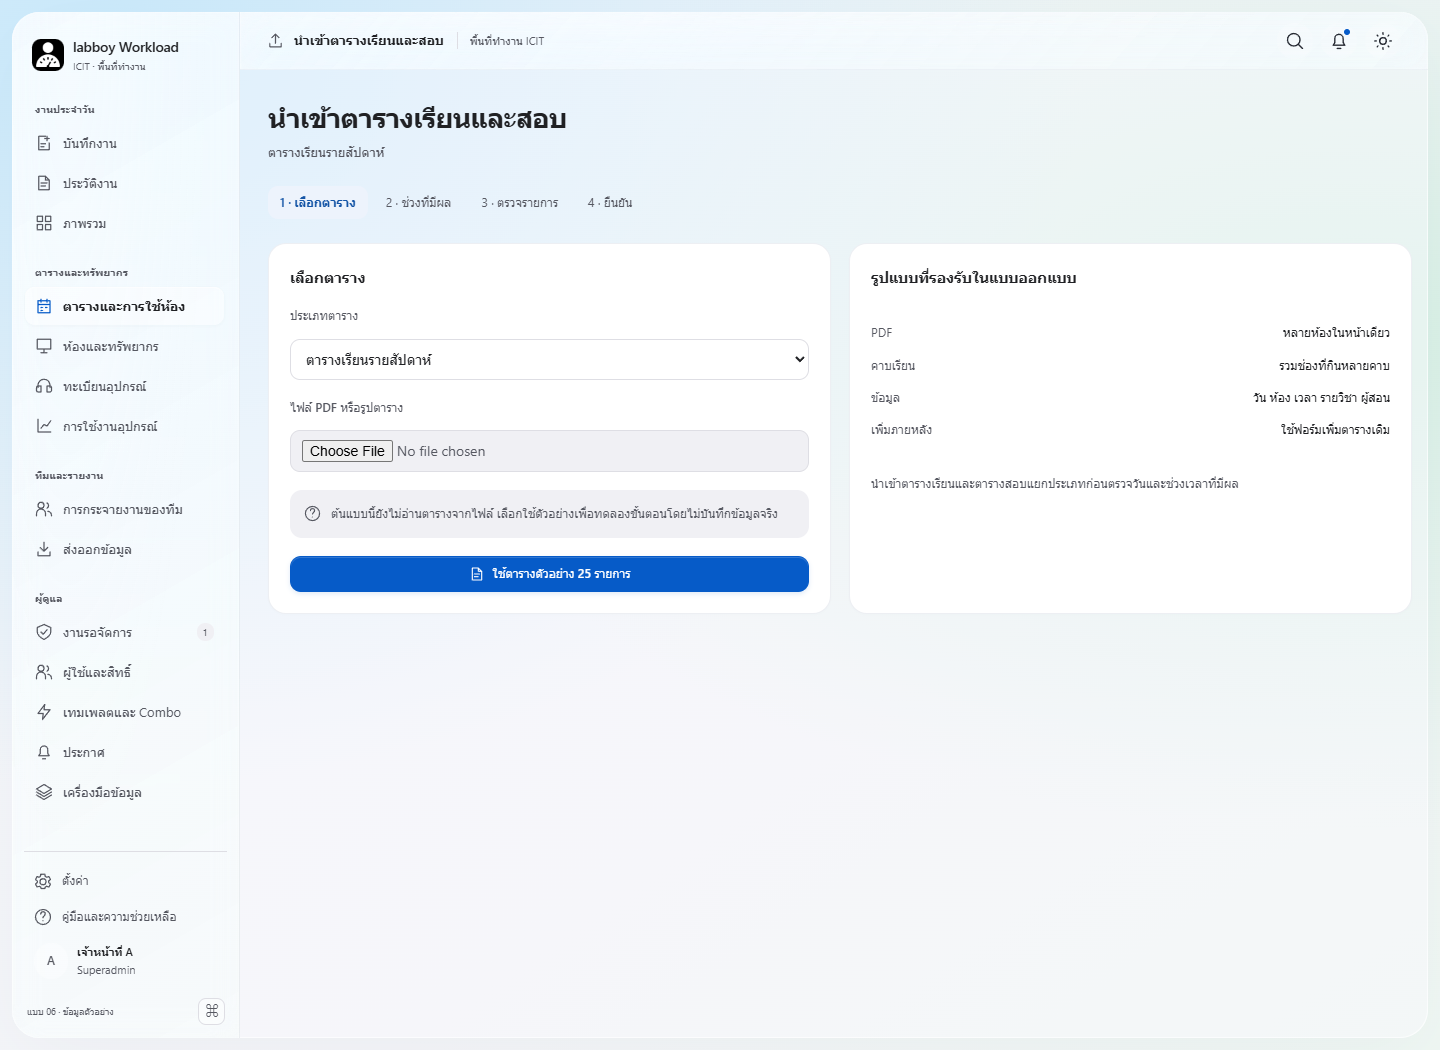 labboy Workload
ICIT · พื้นที่ทำงาน
งานประจำวัน
บันทึกงาน
ประวัติงาน
ภาพรวม
ตารางและทรัพยากร
ตารางและการใช้ห้อง
ห้องและทรัพยากร
ทะเบียนอุปกรณ์
การใช้งานอุปกรณ์
ทีมและรายงาน
การกระจายงานของทีม
ส่งออกข้อมูล
ผู้ดูแล
งานรอจัดการ 1
ผู้ใช้และสิทธิ์
เทมเพลตและ Combo
ประกาศ
เครื่องมือข้อมูล
ตั้งค่า
คู่มือและความช่วยเหลือ
A
เจ้าหน้าที่ A
Superadmin
แบบ 06 · ข้อมูลตัวอย่าง ⌘
นำเข้าตารางเรียนและสอบ พื้นที่ทำงาน ICIT
นำเข้าตารางเรียนและสอบ
ตารางเรียนรายสัปดาห์
1 · เลือกตาราง 2 · ช่วงที่มีผล 3 · ตรวจรายการ 4 · ยืนยัน
เลือกตาราง
ประเภทตาราง
ตารางเรียนรายสัปดาห์
ไฟล์ PDF หรือรูปตาราง
Choose File No file chosen
ต้นแบบนี้ยังไม่อ่านตารางจากไฟล์ เลือกใช้ตัวอย่างเพื่อทดลองขั้นตอนโดยไม่บันทึกข้อมูลจริง
ใช้ตารางตัวอย่าง 25 รายการ
รูปแบบที่รองรับในแบบออกแบบ
PDF หลายห้องในหน้าเดียว
คาบเรียน รวมช่องที่กินหลายคาบ
ข้อมูล วัน ห้อง เวลา รายวิชา ผู้สอน
เพิ่มภายหลัง ใช้ฟอร์มเพิ่มตารางเดิม
นำเข้าตารางเรียนและตารางสอบแยกประเภทก่อนตรวจวันและช่วงเวลาที่มีผล